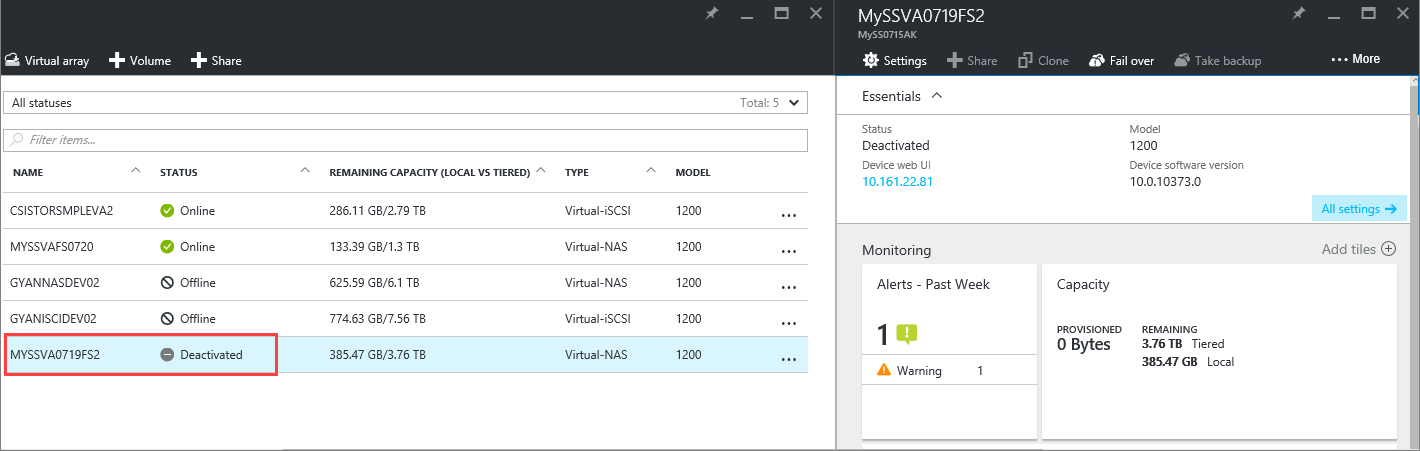 Virtual array Volume Share
All statuses Total: 5
Filter items...
NAME STATUS REMAINING CAPACITY (LOCAL VS TIERED) TYPE MODEL
CSISTORSMPLEVA2 Online 286.11 GB/2.79 TB Virtual-iSCSI 1200 ...
MYSSVAFS0720 Online 133.39 GB/1.3 TB Virtual-NAS 1200 ...
GYANNASDEV02 Offline 625.59 GB/6.1 TB Virtual-NAS 1200 ...
GYANISCIDEV02 Offline 774.63 GB/7.56 TB Virtual-iSCSI 1200 ...
MYSSVA0719FS2 Deactivated 385.47 GB/3.76 TB Virtual-NAS 1200 ...
MySSVA0719FS2
MySS0715AK
Settings Share Clone Fail over Take backup ... More
Essentials
Status Model
Deactivated 1200
Device web UI Device software version
10.161.22.81 10.0.10373.0
All settings
Monitoring Add tiles
Alerts - Past Week
1
Warning 1
Capacity
PROVISIONED REMAINING
0 Bytes 3.76 TB Tiered
385.47 GB Local